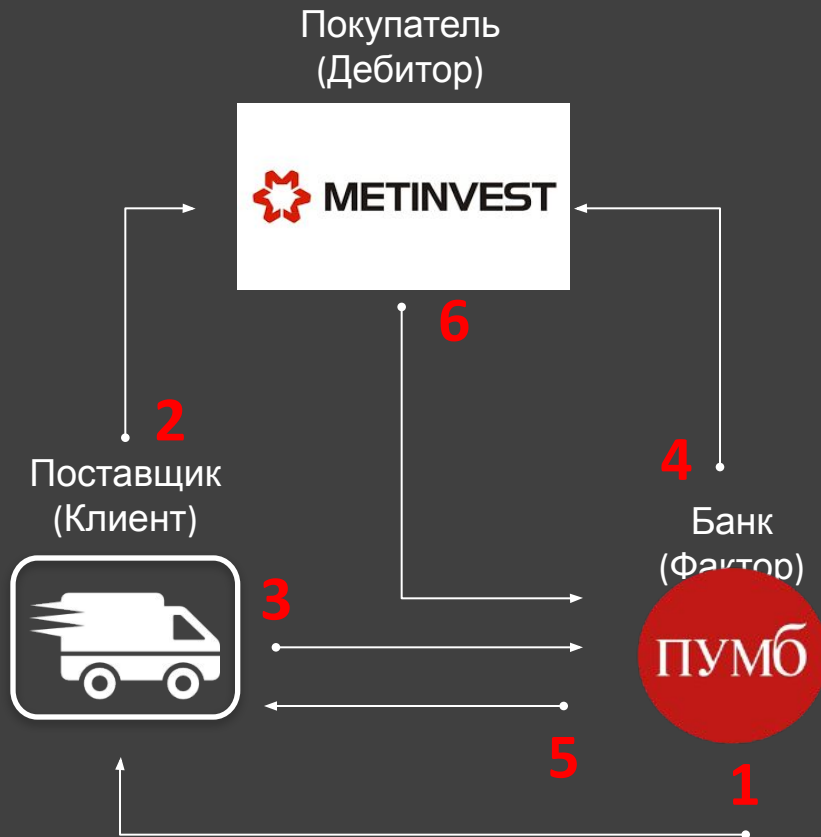 Покупатель
(Дебитор)
METINVEST
6
2
Поставщик
(Клиент)
4
Банк
(Фактор)
3
ПУМб
5
1